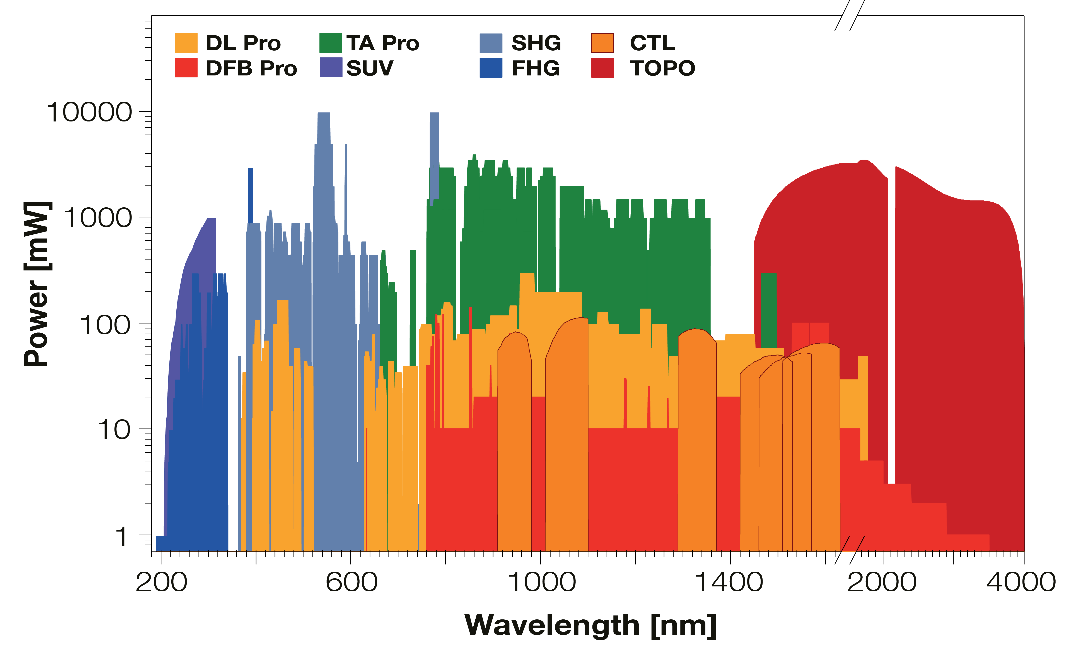 DL Pro TA Pro SHG CTL
DFB Pro SUV FHG TOPO
Power [mW]
10000
1000
100
10
1
200 600 1000 1400 2000 4000
Wavelength [nm]